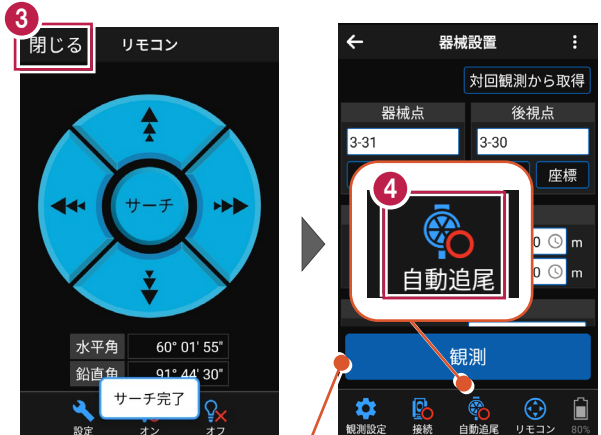 3
閉じる
リモコン
サーチ
水平角
60° 01' 55"
鉛直角
91° 44' 30"
サーチ完了
設定
オン
オフ
器械設置
対回観測から取得
器械点
後視点
3-31
3-30
座標
4
自動追尾
0
m
0
m
観測
観測設定
接続
自動追尾
リモコン
80%